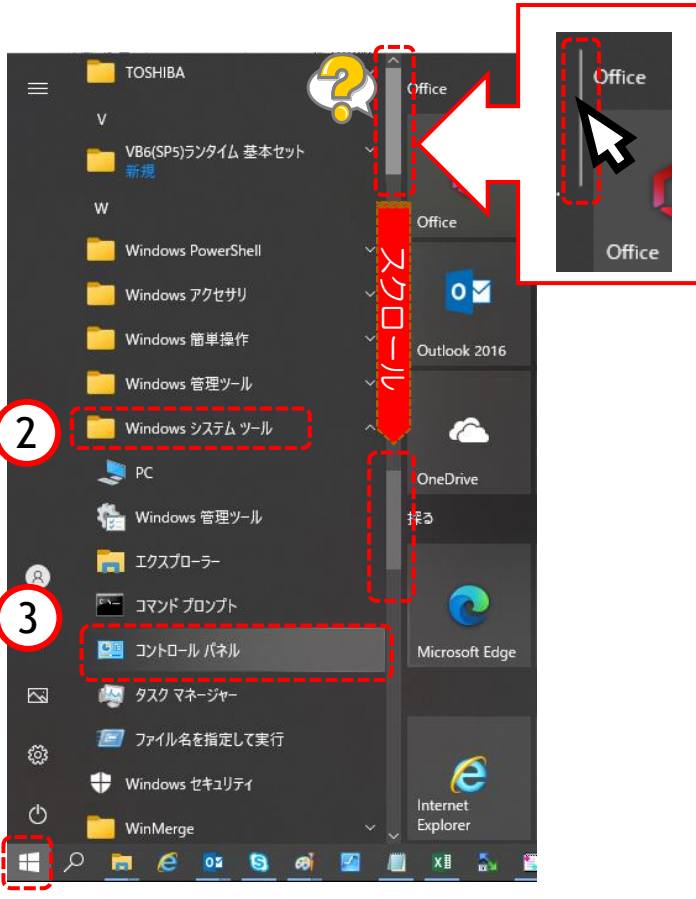 TOSHIBA
V
VB6(SP5)ランタイム 基本セット
新規
W
Windows PowerShell
Windows アクセサリ
Windows 簡単操作
Windows 管理ツール
2
Windows システム ツール
PC
Windows 管理ツール
エクスプローラー
コマンド プロンプト
3
コントロール パネル
タスク マネージャー
ファイル名を指定して実行
Windows セキュリティ
WinMerge
スクロール
Office
Office
Outlook 2016
OneDrive
探る
Microsoft Edge
Internet
Explorer
Office
Office